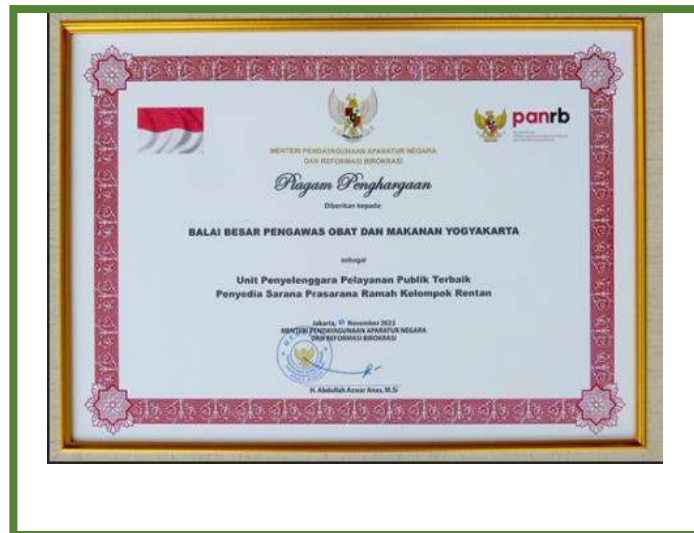 panrb
MENTERI PENDAYAGUNAAN APARATUR NEGARA
DAN REFORMASI BIROKRASI
Piagam Penghargaan
Diberikan kepada:
BALAI BESAR PENGAWAS OBAT DAN MAKANAN YOGYAKARTA
sebagai
Unit Penyelenggara Pelayanan Publik Terbaik
Penyedia Sarana Prasarana Ramah Kelompok Rentan
Jakarta, November 2023
MENTERI PENDAYAGUNAAN APARATUR NEGARA
DAN REFORMASI BIROKRASI
H. Abdullah Azwar Anas, M.Si